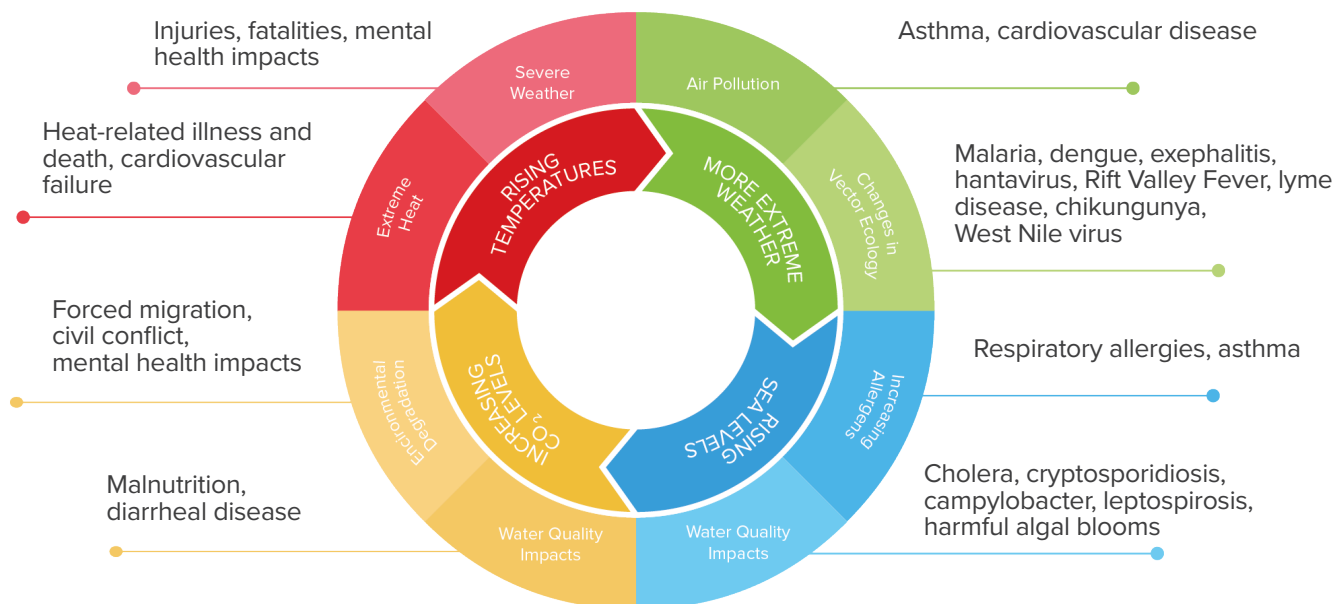 Injuries, fatalities, mental
health impacts
Severe
Weather
Air Pollution
Asthma, cardiovascular disease
Heat-related illness and
death, cardiovascular
failure
Extreme
Heat
RISING
TEMPERATURES
MORE EXTREME
WEATHER
Changes in
Vector Ecology
Malaria, dengue, exephalitis,
hantavirus, Rift Valley Fever, lyme
disease, chikungunya,
West Nile virus
Forced migration,
civil conflict,
mental health impacts
Encironmental
Degradation
INCREASING
CO₂ LEVELS
RISING
SEA LEVELS
Increasing
Allergens
Respiratory allergies, asthma
Malnutrition,
diarrheal disease
Water Quality
Impacts
Water Quality
Impacts
Cholera, cryptosporidiosis,
campylobacter, leptospirosis,
harmful algal blooms